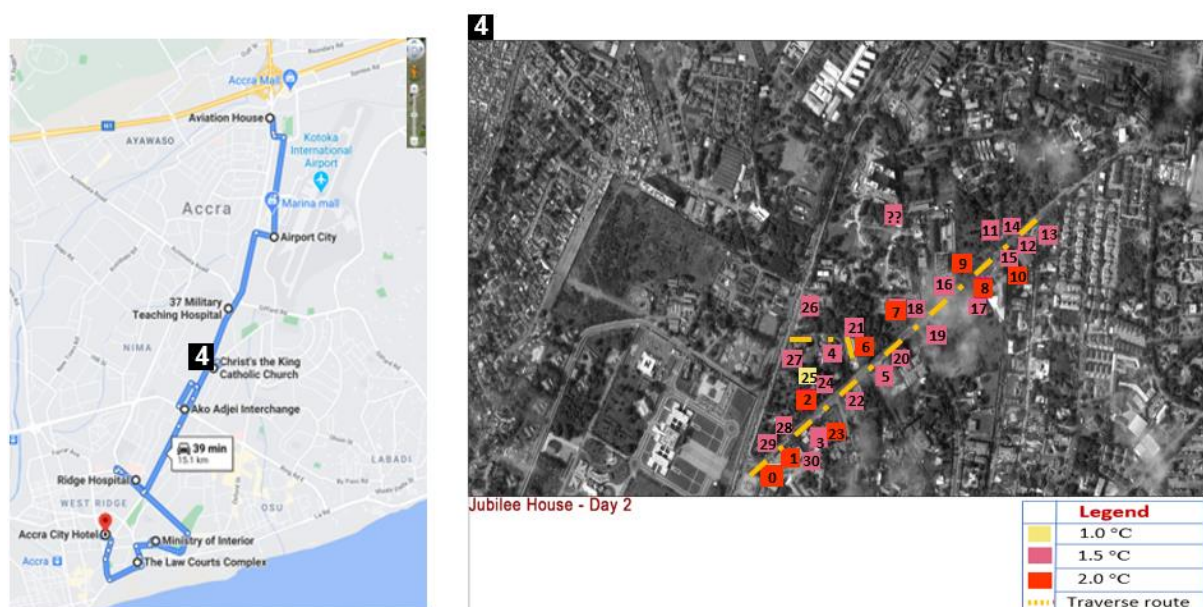 4
Boundary Rd
Spintex Rd
Accra Mall
Aviation House
N1
AYAWASO
Kotoka
International
Airport
Accra
Marina mall
Airport City
37 Military
Teaching Hospital
NIMA
4
Christ's the King
Catholic Church
Ako Adjei Interchange
39 min
15.1 km
LABADI
Ridge Hospital
OSU
WEST RIDGE
Accra City Hotel
Ministry of Interior
Accra
The Law Courts Complex
??
14
11
13
12
15
9
10
16
8
26
7
18
17
21
19
6
4
27
20
25
24
5
2
22
28
23
29
3
1
30
0
Jubilee House - Day 2
Legend
1.0 °C
1.5 °C
2.0 °C
Traverse route